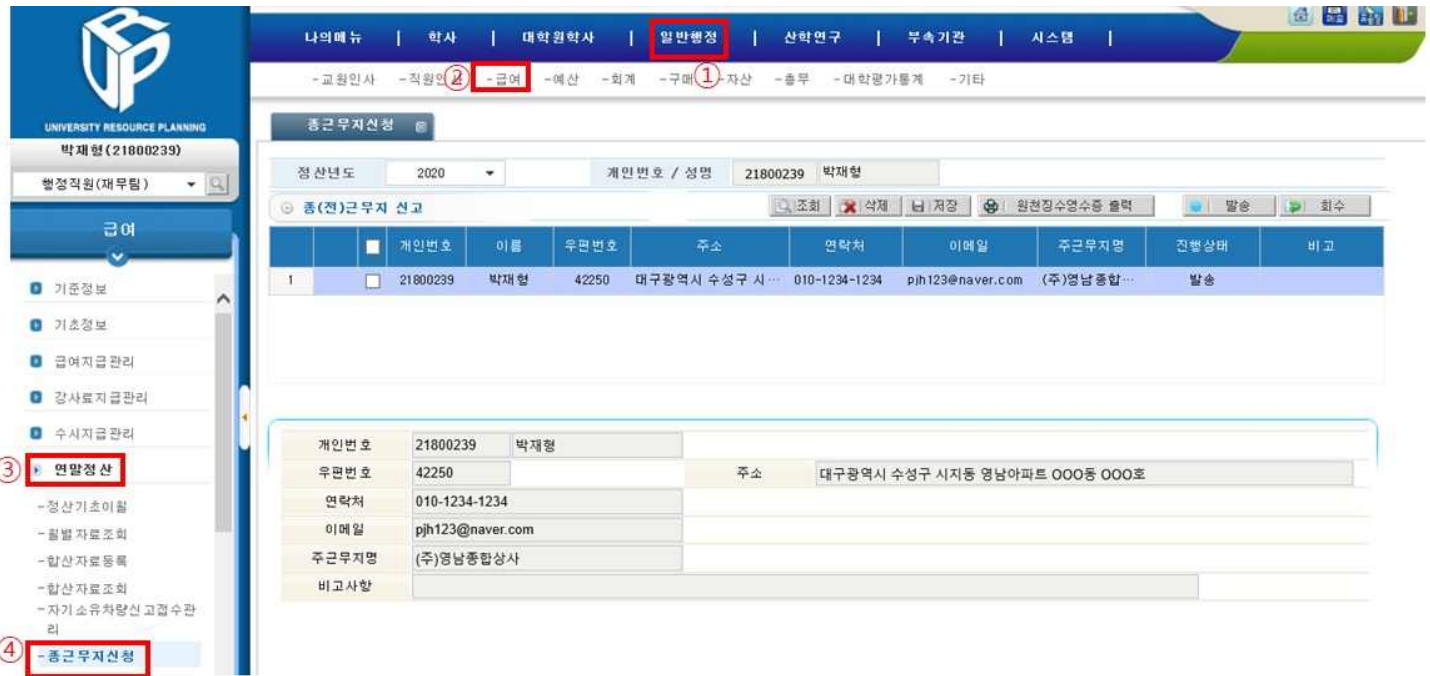 나의메뉴 | 학사 | 대학원학사 | 일반행정 | 산학연구 | 부속기관 | 시스템 |
-교원인사 -직원인사 ② -급여 -예산 -회계 -구매 ① -자산 -총무 -대학평가통계 -기타
UP
UNIVERSITY RESOURCE PLANNING
박재형(21800239)
행정직원(재무팀)
급여
기준정보
기초정보
급여지급관리
강사료지급관리
수시지급관리
③ 연말정산
-정산기초이월
-월별자료조회
-합산자료등록
-합산자료조회
-자기소유차량신고접수관
리
④ -종근무지신청
종근무지신청
정산년도 2020 개인번호 / 성명 21800239 박재형
종(전)근무지 신고 조회 삭제 저장 원천징수영수증 출력 발송 회수
개인번호 이름 우편번호 주소 연락처 이메일 주근무지명 진행상태 비고
1 21800239 박재형 42250 대구광역시 수성구 시… 010-1234-1234 pjh123@naver.com (주)영남종합… 발송
개인번호 21800239 박재형
우편번호 42250 주소 대구광역시 수성구 시지동 영남아파트 OOO동 OOO호
연락처 010-1234-1234
이메일 pjh123@naver.com
주근무지명 (주)영남종합상사
비고사항